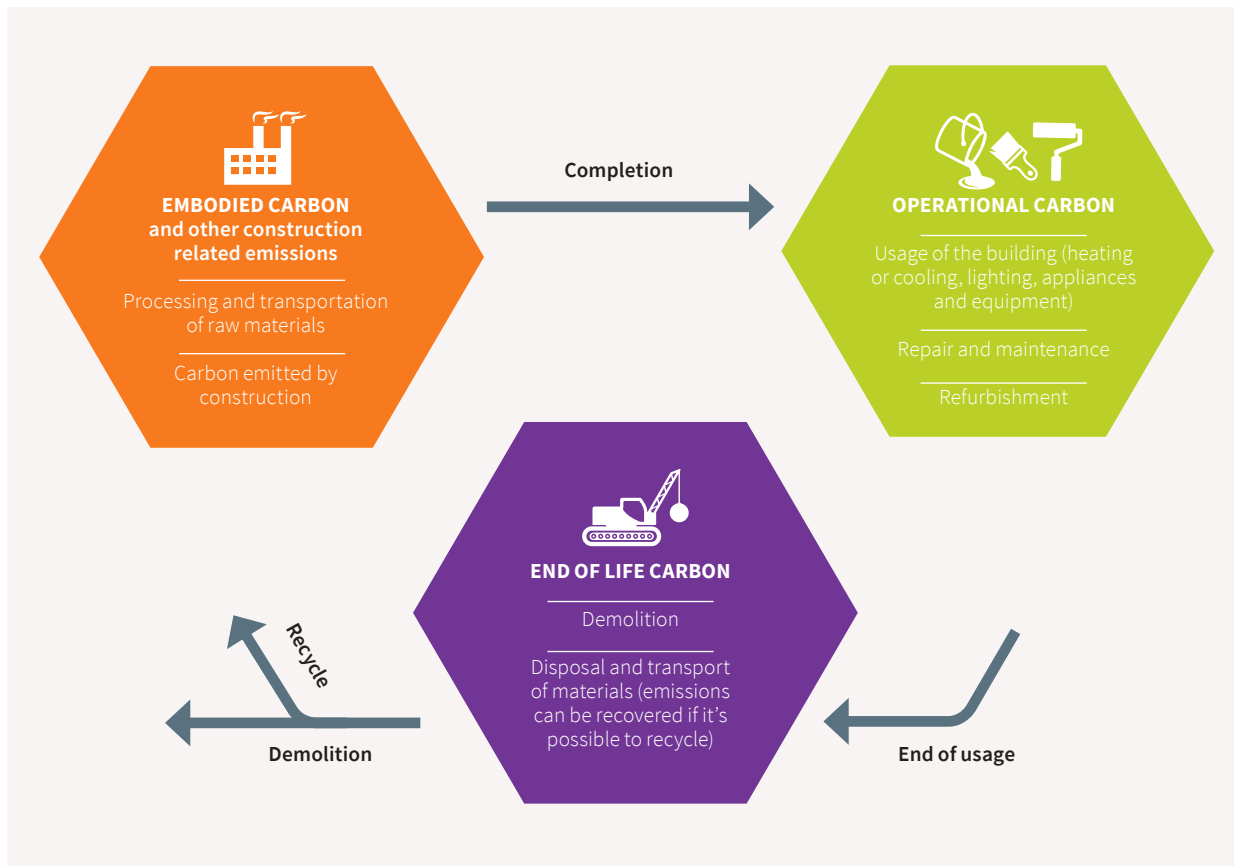 EMBODIED CARBON
and other construction
related emissions
Processing and transportation
of raw materials
Carbon emitted by
construction
Completion
OPERATIONAL CARBON
Usage of the building (heating
or cooling, lighting, appliances
and equipment)
Repair and maintenance
Refurbishment
END OF LIFE CARBON
Demolition
Disposal and transport
of materials (emissions
can be recovered if it’s
possible to recycle)
End of usage
Recycle
Demolition